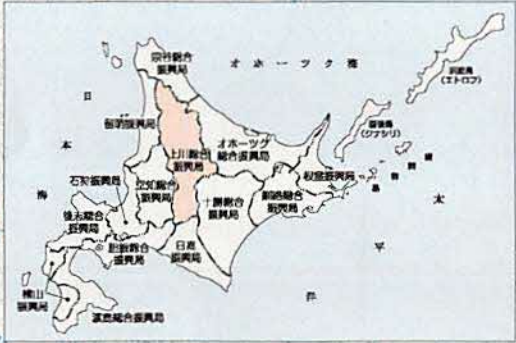 宗谷総合
振興局
オホーツク海
択捉島
(エトロフ)
国後島
(クナシリ)
日本海
留萌振興局
オホーツク
総合振興局
上川総合
振興局
根室振興局
石狩振興局
空知総合
振興局
釧路総合
振興局
十勝総合
振興局
後志総合
振興局
胆振総合
振興局
日高
振興局
太平洋
檜山
振興局
渡島総合振興局